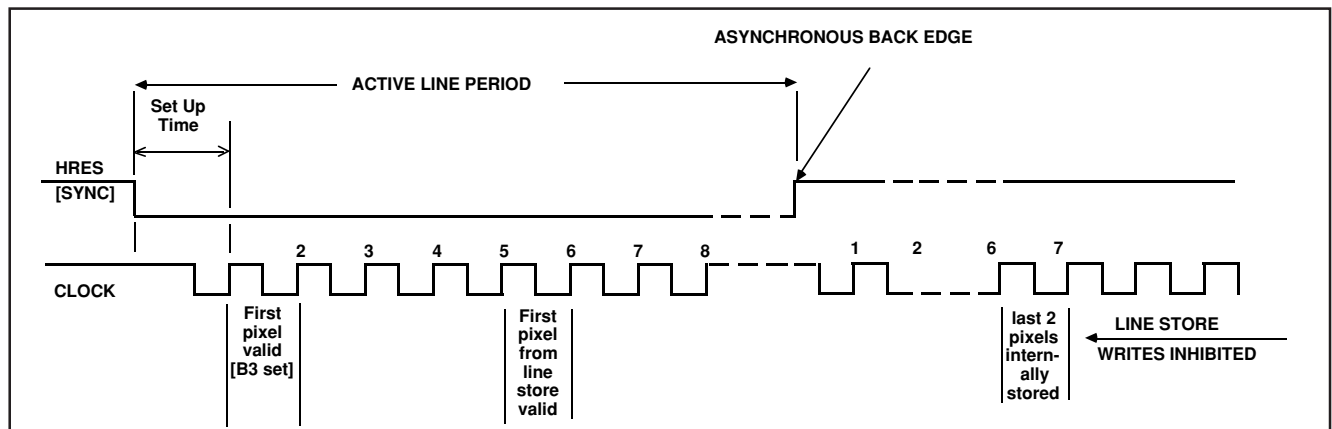 ASYNCHRONOUS BACK EDGE
ACTIVE LINE PERIOD
Set Up
Time
HRES
[SYNC]
2 3 4 5 6 7 8 1 2 6 7
CLOCK
First
pixel
valid
[B3 set]
First
pixel
from
line
store
valid
last 2
pixels
intern-
ally
stored
LINE STORE
WRITES INHIBITED